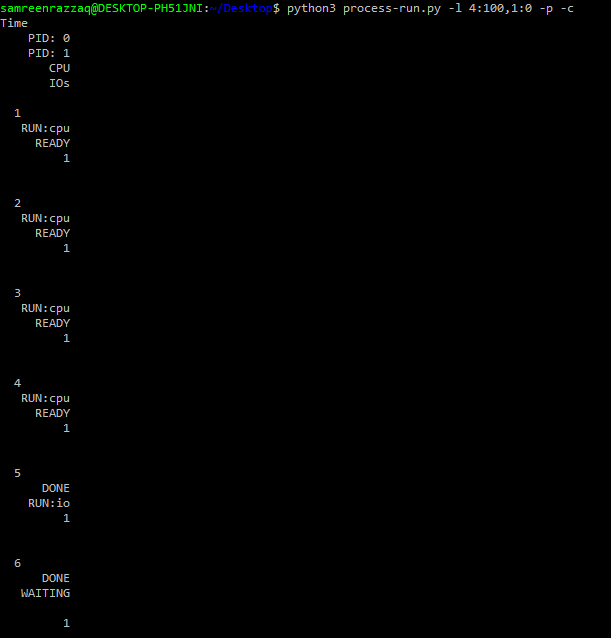 samreenrazzaq@DESKTOP-PH51JNI:~/Desktop$ python3 process-run.py -l 4:100,1:0 -p -c
Time
PID: 0
PID: 1
CPU
IOs
1
RUN:cpu
READY
1
2
RUN:cpu
READY
1
3
RUN:cpu
READY
1
4
RUN:cpu
READY
1
5
DONE
RUN:io
1
6
DONE
WAITING
1